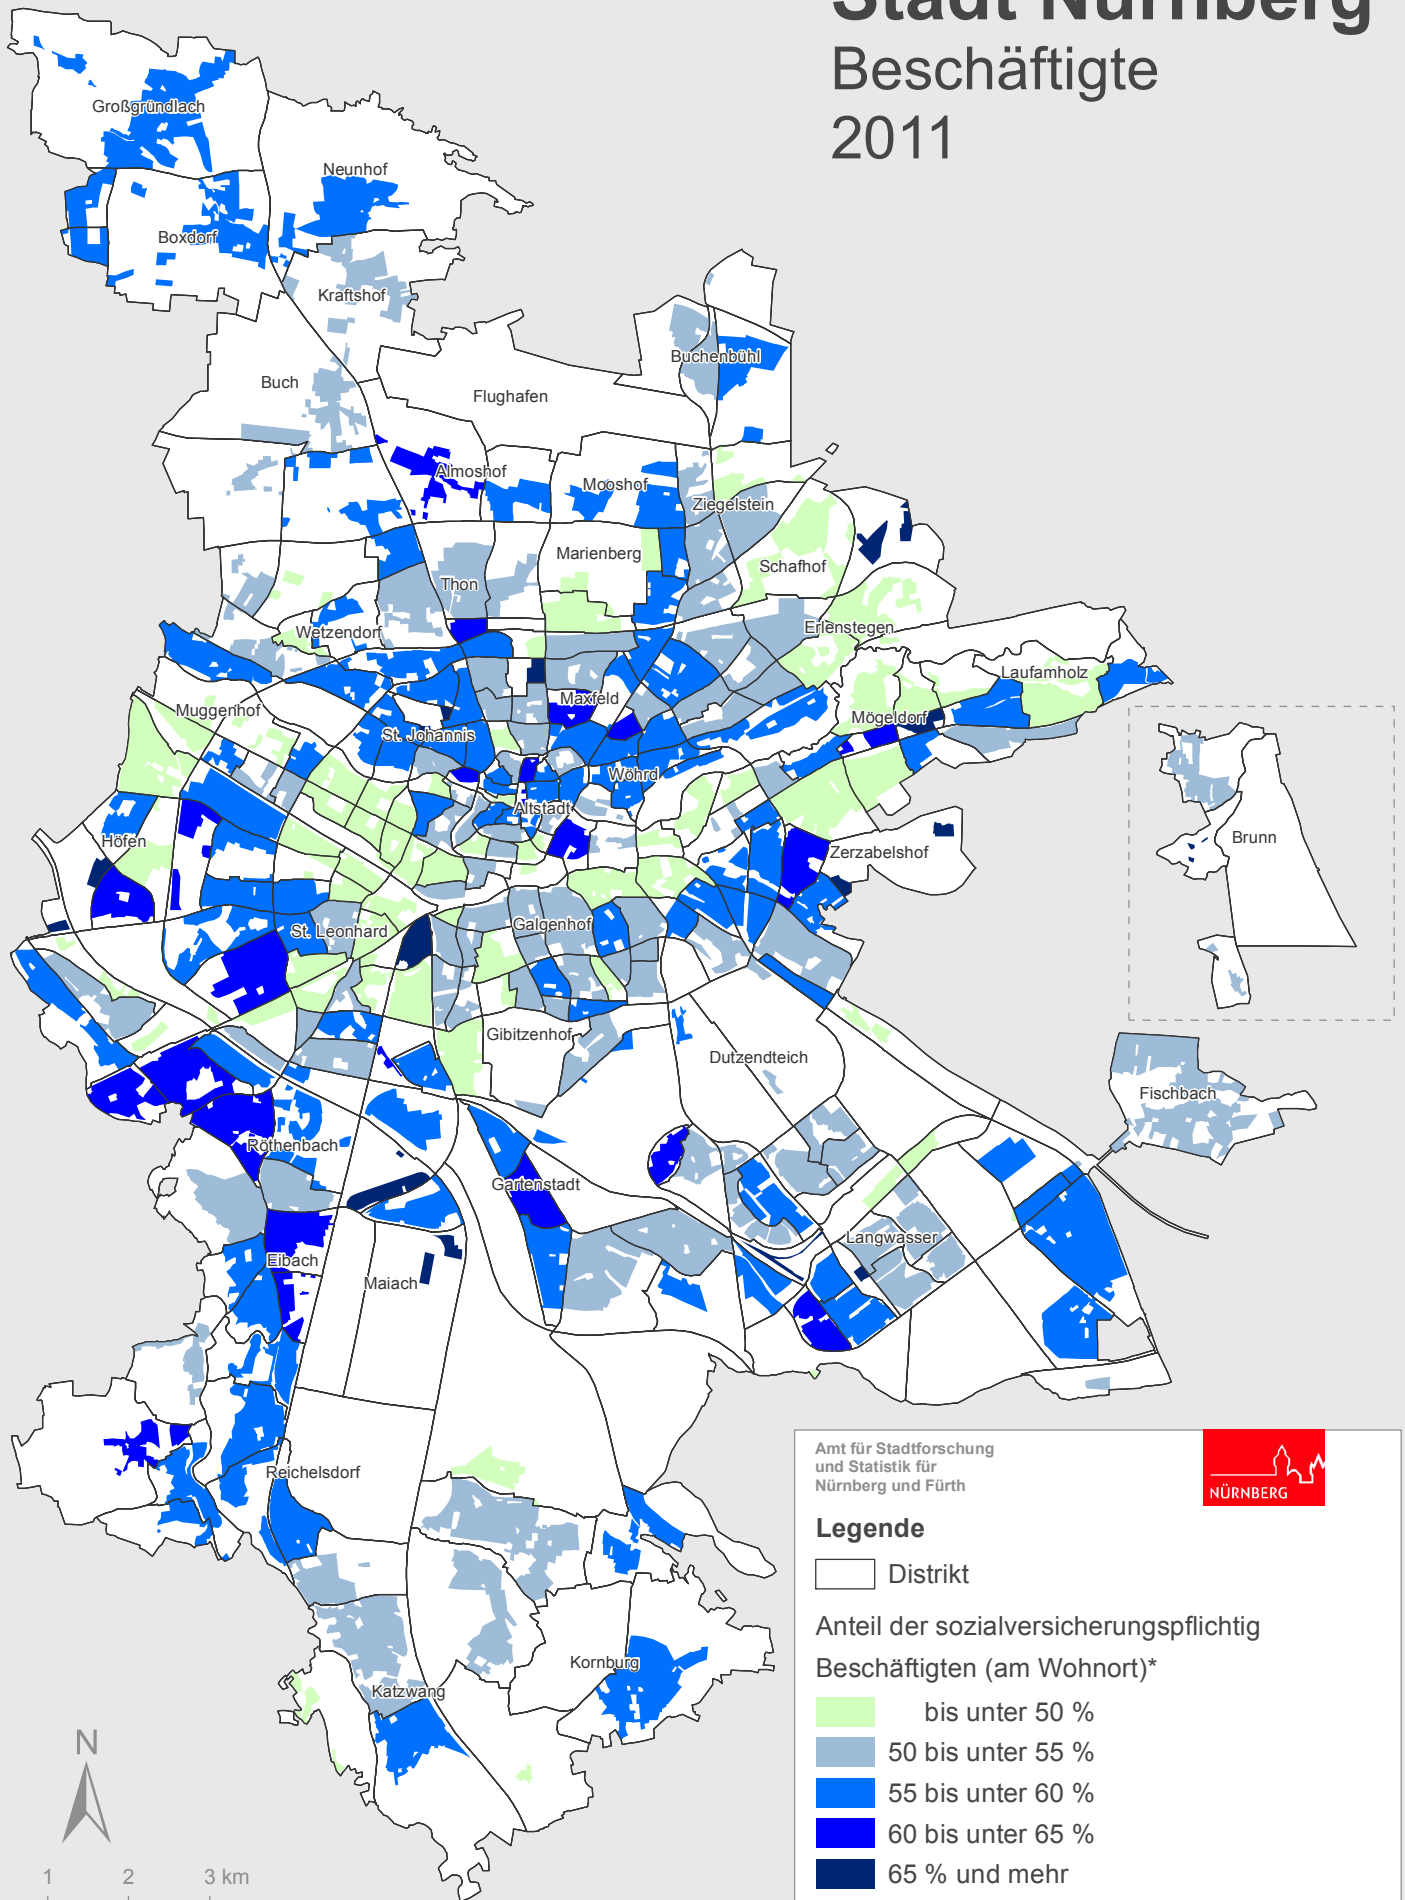 Stadt Nürnberg
Beschäftigte
2011
Großgründlach
Neunhof
Boxdorf
Kraftshof
Buchenbühl
Buch
Flughafen
Almoshof
Mooshof
Ziegelstein
Marienberg
Schafhof
Thon
Wetzendorf
Erlenstegen
Laufamholz
Maxfeld
Muggenhof
Mögeldorf
St. Johannis
Wöhrd
Altstadt
Höfen
Zerzabelshof
Brunn
St. Leonhard
Galgenhof
Gibitzenhof
Dutzendteich
Fischbach
Röthenbach
Gartenstadt
Langwasser
Eibach
Maiach
Reichelsdorf
Kornburg
Katzwang
N
1 2 3 km
Amt für Stadtforschung
und Statistik für
Nürnberg und Fürth
NÜRNBERG
Legende
Distrikt
Anteil der sozialversicherungspflichtig
Beschäftigten (am Wohnort)*
bis unter 50 %
50 bis unter 55 %
55 bis unter 60 %
60 bis unter 65 %
65 % und mehr